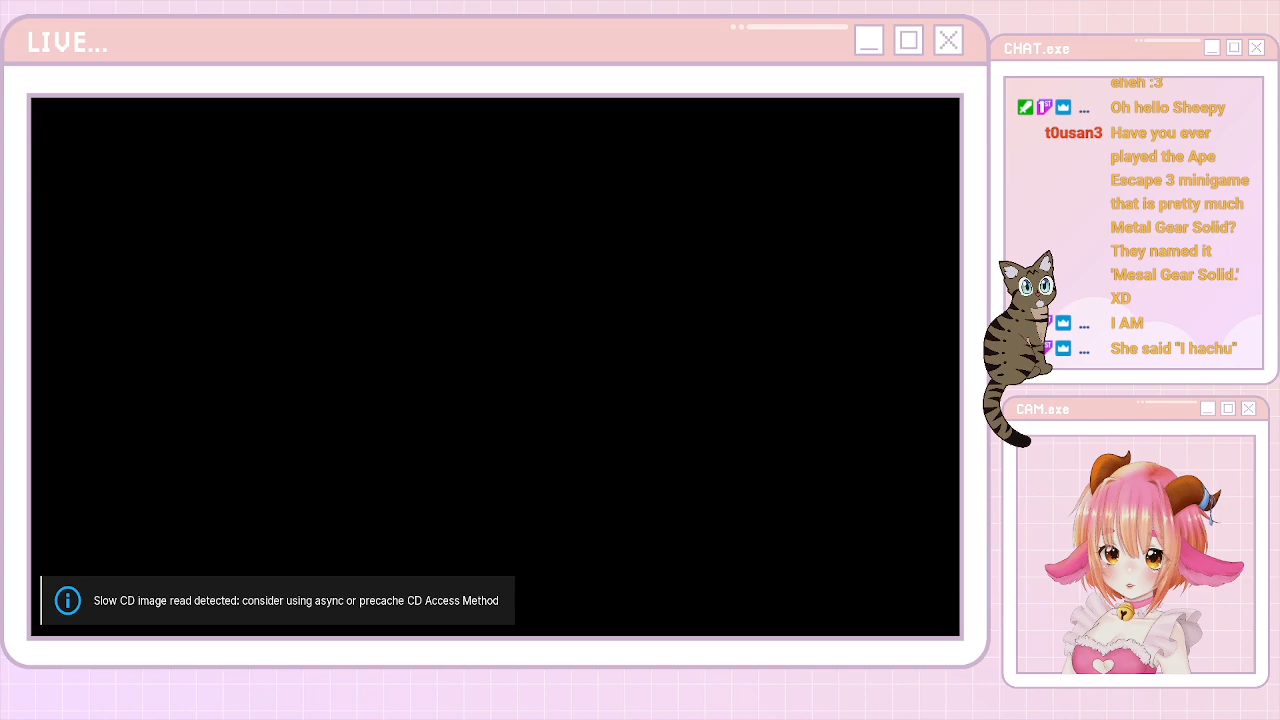 LIVE...
Slow CD image read detected: consider using async or precache CD Access Method
CHAT.exe
eheh :3
1ST ... Oh hello Sheepy
t0usan3 Have you ever
played the Ape
Escape 3 minigame
that is pretty much
Metal Gear Solid?
They named it
'Mesal Gear Solid.'
XD
... I AM
... She said "I hachu"
CAM.exe